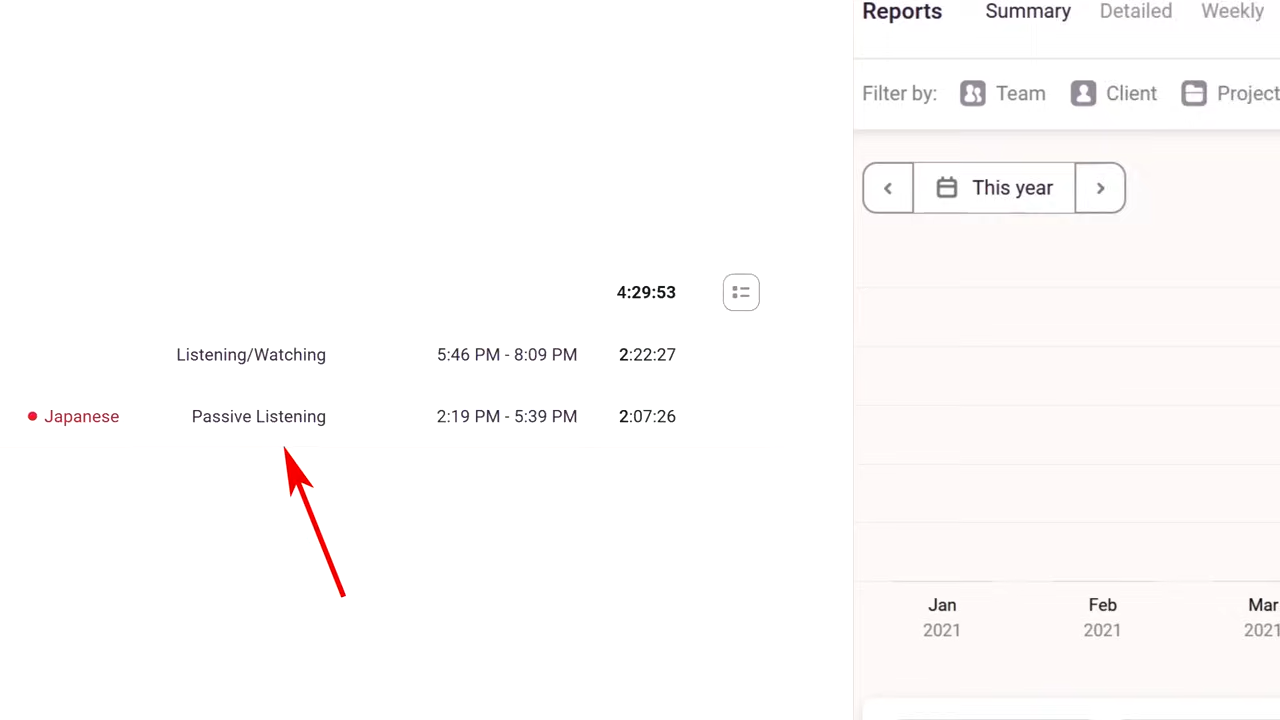 4:29:53
Listening/Watching 5:46 PM - 8:09 PM 2:22:27
Japanese Passive Listening 2:19 PM - 5:39 PM 2:07:26
Reports Summary Detailed Weekly
Filter by: Team Client Project
This year
Jan Feb Mar
2021 2021 2021